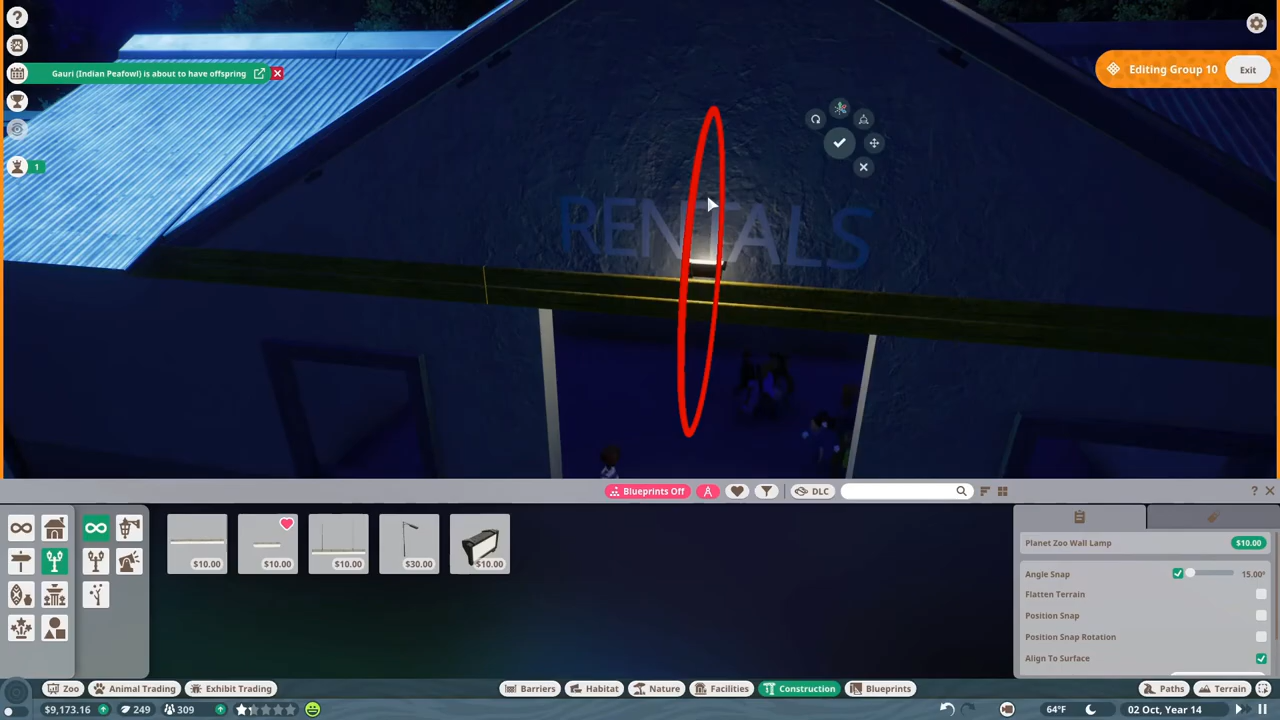 Gauri (Indian Peafowl) is about to have offspring
Editing Group 10
Exit
1
RENTALS
Blueprints Off
DLC
$10.00
$10.00
$10.00
$30.00
$10.00
Planet Zoo Wall Lamp
$10.00
Angle Snap
15.00°
Flatten Terrain
Position Snap
Position Snap Rotation
Align To Surface
Zoo
Animal Trading
Exhibit Trading
Barriers
Habitat
Nature
Facilities
Construction
Blueprints
Paths
Terrain
$9,173.16
249
309
64°F
02 Oct, Year 14